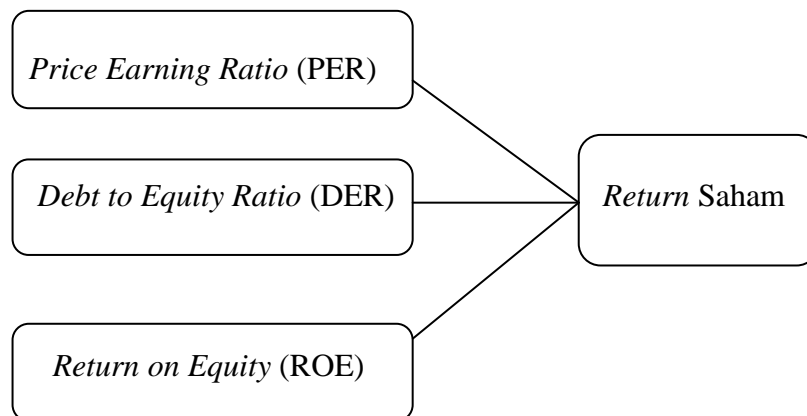 Price Earning Ratio (PER)
Debt to Equity Ratio (DER)
Return Saham
Return on Equity (ROE)